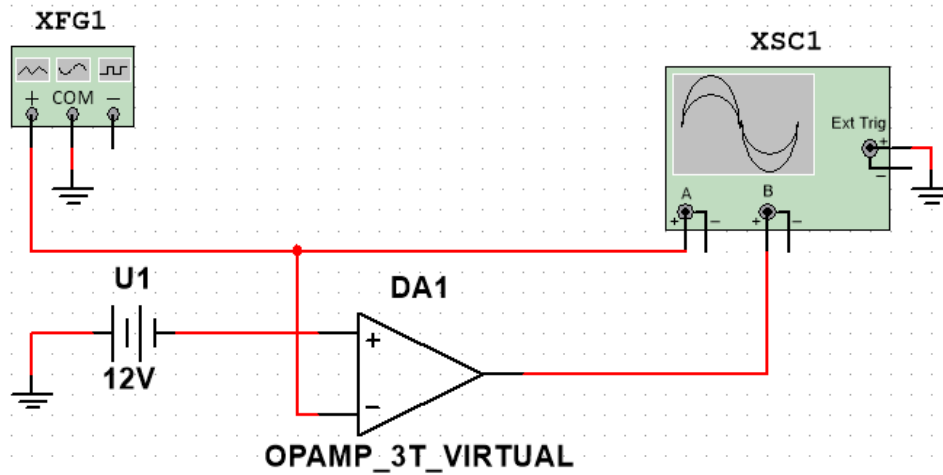 XFG1
XSC1
+ COM −
Ext Trig
+
−
A B
+ − + −
U1
DA1
+
12V
−
OPAMP_3T_VIRTUAL